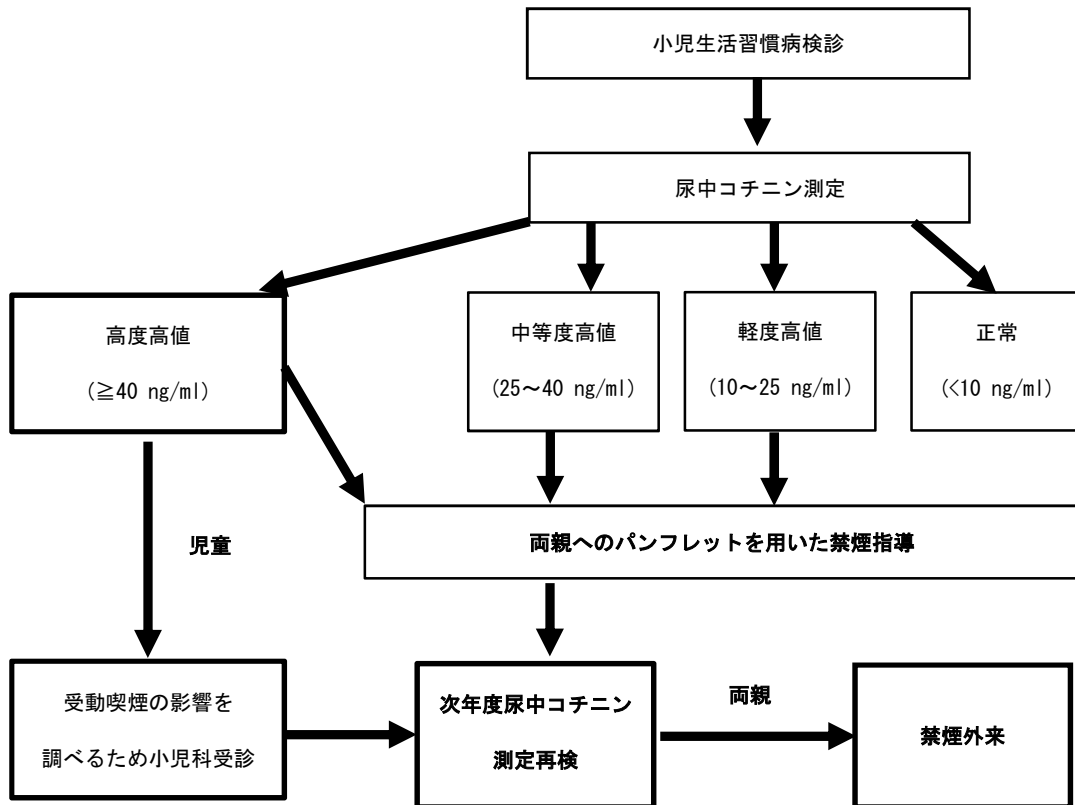 小児生活習慣病検診
尿中コチニン測定
高度高値
(≧40 ng/ml)
中等度高値
(25～40 ng/ml)
軽度高値
(10～25 ng/ml)
正常
(<10 ng/ml)
両親へのパンフレットを用いた禁煙指導
児童
受動喫煙の影響を
調べるため小児科受診
次年度尿中コチニン
測定再検
両親
禁煙外来